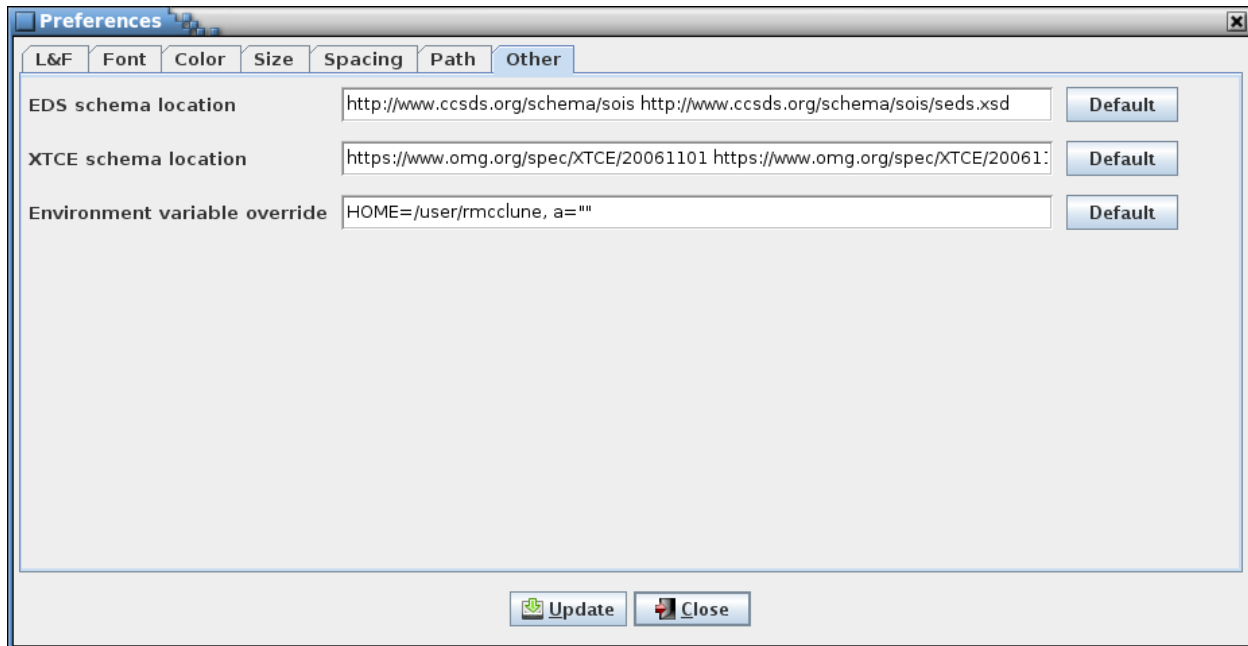 Preferences
L&F Font Color Size Spacing Path Other
EDS schema location http://www.ccsds.org/schema/sois http://www.ccsds.org/schema/sois/seds.xsd Default
XTCE schema location https://www.omg.org/spec/XTCE/20061101 https://www.omg.org/spec/XTCE/200611 Default
Environment variable override HOME=/user/rmcclune, a="" Default
Update Close